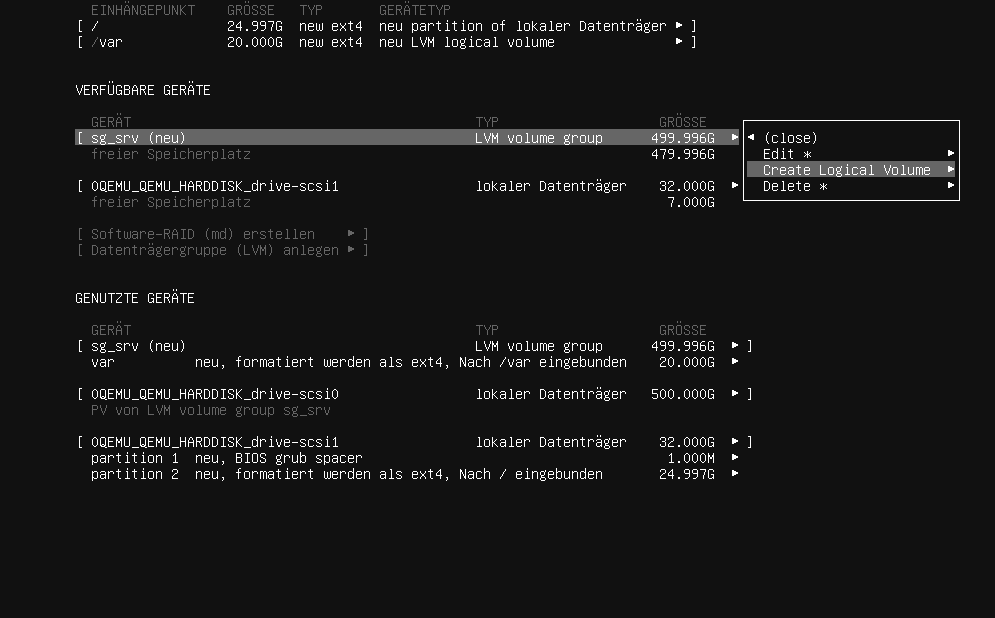 EINHÄNGEPUNKT GRÖSSE TYP GERÄTETYP
[ / 24.997G new ext4 neu partition of lokaler Datenträger ▸ ]
[ /var 20.000G new ext4 neu LVM logical volume ▸ ]
VERFÜGBARE GERÄTE
GERÄT TYP GRÖSSE
[ sg_srv (neu) LVM volume group 499.996G ▸
freier Speicherplatz 479.996G
◂ (close)
Edit * ▸
Create Logical Volume ▸
Delete * ▸
[ 0QEMU_QEMU_HARDDISK_drive-scsi1 lokaler Datenträger 32.000G ▸
freier Speicherplatz 7.000G
[ Software-RAID (md) erstellen ▸ ]
[ Datenträgergruppe (LVM) anlegen ▸ ]
GENUTZTE GERÄTE
GERÄT TYP GRÖSSE
[ sg_srv (neu) LVM volume group 499.996G ▸ ]
var neu, formatiert werden als ext4, Nach /var eingebunden 20.000G ▸
[ 0QEMU_QEMU_HARDDISK_drive-scsi0 lokaler Datenträger 500.000G ▸ ]
PV von LVM volume group sg_srv
[ 0QEMU_QEMU_HARDDISK_drive-scsi1 lokaler Datenträger 32.000G ▸ ]
partition 1 neu, BIOS grub spacer 1.000M ▸
partition 2 neu, formatiert werden als ext4, Nach / eingebunden 24.997G ▸